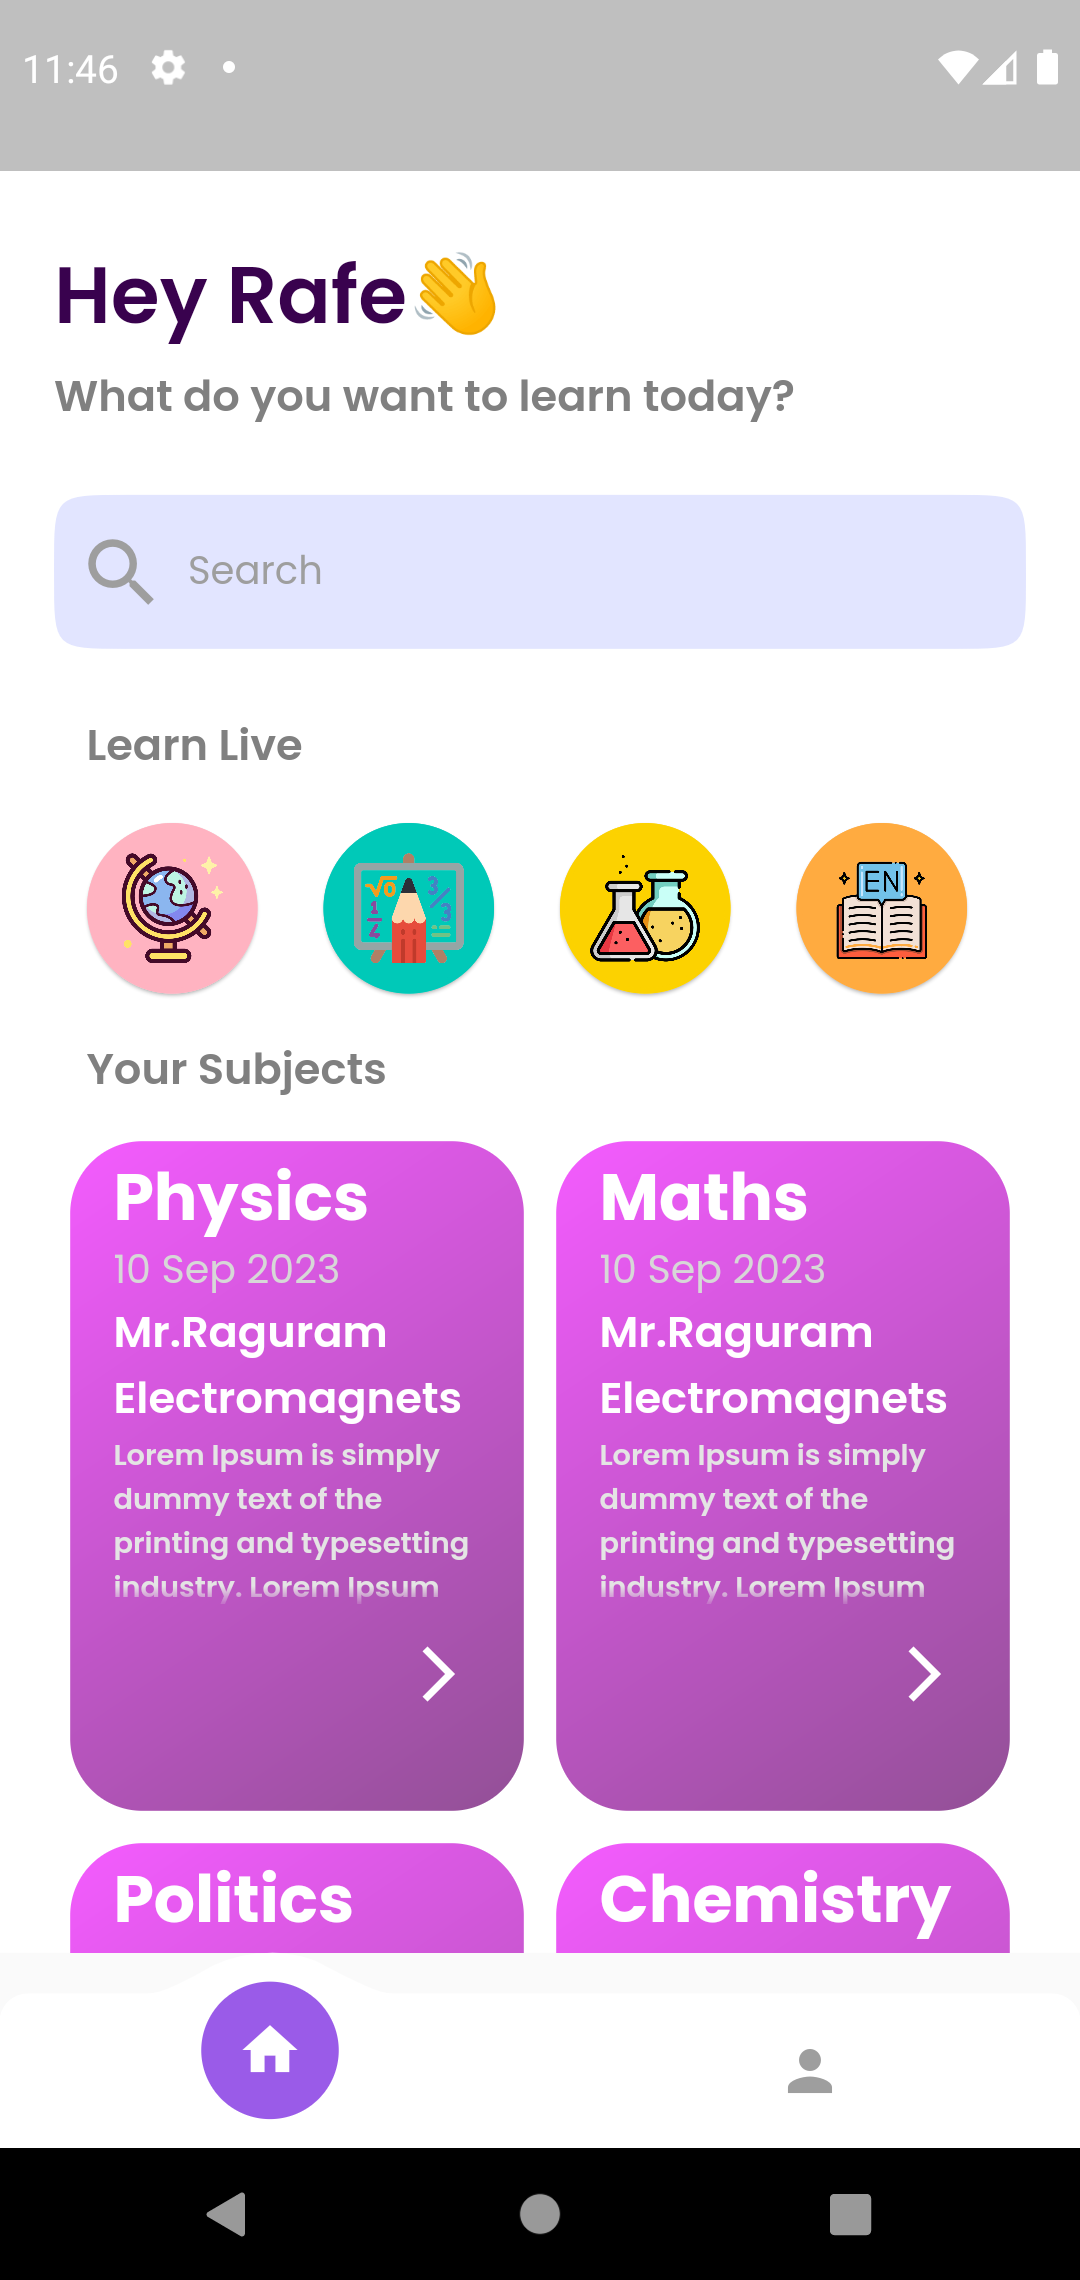 11:46
Hey Rafe👋
What do you want to learn today?
Search
Learn Live
√0 3/3 1/4
EN
Your Subjects
Physics
10 Sep 2023
Mr.Raguram
Electromagnets
Lorem Ipsum is simply
dummy text of the
printing and typesetting
industry. Lorem Ipsum
Maths
10 Sep 2023
Mr.Raguram
Electromagnets
Lorem Ipsum is simply
dummy text of the
printing and typesetting
industry. Lorem Ipsum
Politics
Chemistry